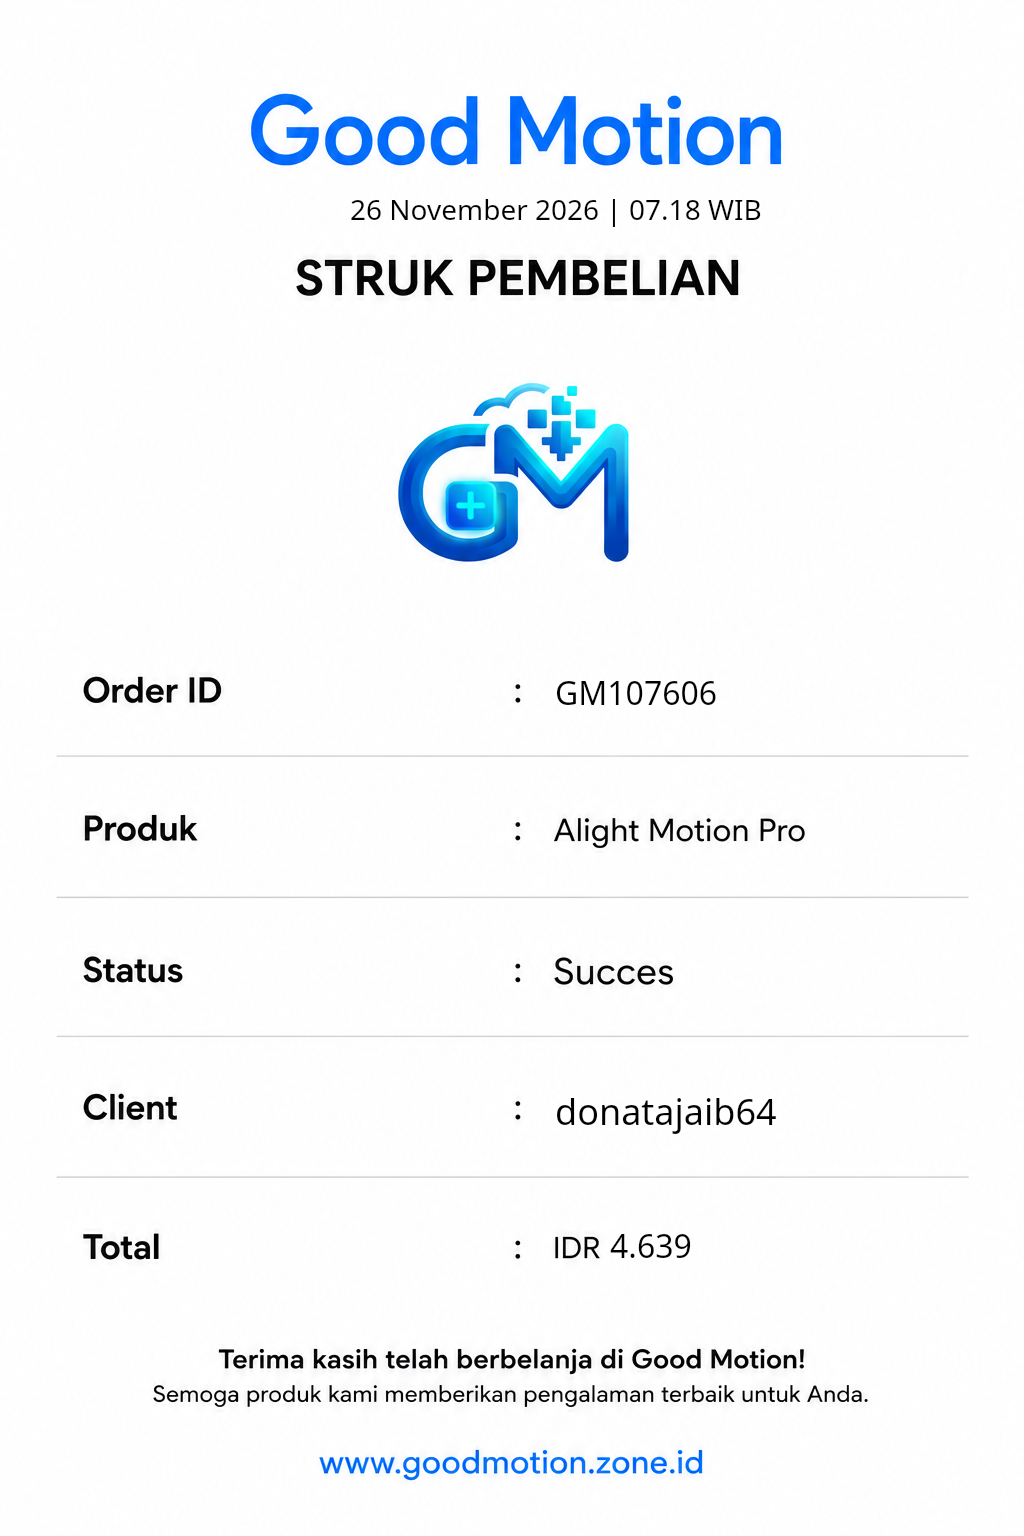 Good Motion
26 November 2026 | 07.18 WIB
STRUK PEMBELIAN
GM
Order ID : GM107606
Produk : Alight Motion Pro
Status : Succes
Client : donatajaib64
Total : IDR 4.639
Terima kasih telah berbelanja di Good Motion!
Semoga produk kami memberikan pengalaman terbaik untuk Anda.
www.goodmotion.zone.id